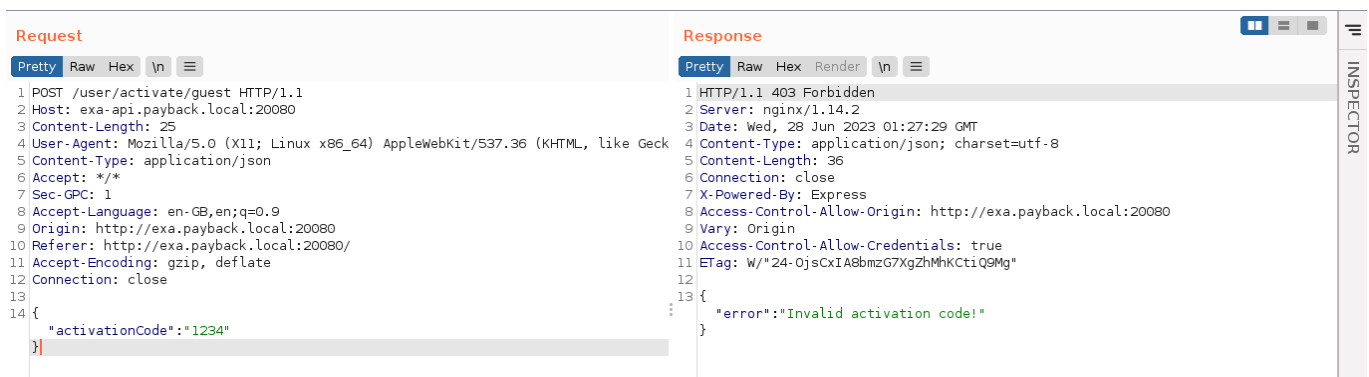 Request
Pretty Raw Hex \n
1 POST /user/activate/guest HTTP/1.1
2 Host: exa-api.payback.local:20080
3 Content-Length: 25
4 User-Agent: Mozilla/5.0 (X11; Linux x86_64) AppleWebKit/537.36 (KHTML, like Geck
5 Content-Type: application/json
6 Accept: */*
7 Sec-GPC: 1
8 Accept-Language: en-GB,en;q=0.9
9 Origin: http://exa.payback.local:20080
10 Referer: http://exa.payback.local:20080/
11 Accept-Encoding: gzip, deflate
12 Connection: close
13
14 {
"activationCode":"1234"
}
Response
Pretty Raw Hex Render \n
1 HTTP/1.1 403 Forbidden
2 Server: nginx/1.14.2
3 Date: Wed, 28 Jun 2023 01:27:29 GMT
4 Content-Type: application/json; charset=utf-8
5 Content-Length: 36
6 Connection: close
7 X-Powered-By: Express
8 Access-Control-Allow-Origin: http://exa.payback.local:20080
9 Vary: Origin
10 Access-Control-Allow-Credentials: true
11 ETag: W/"24-OjsCxIA8bmzG7XgZhMhKCtiQ9Mg"
12
13 {
"error":"Invalid activation code!"
}
INSPECTOR